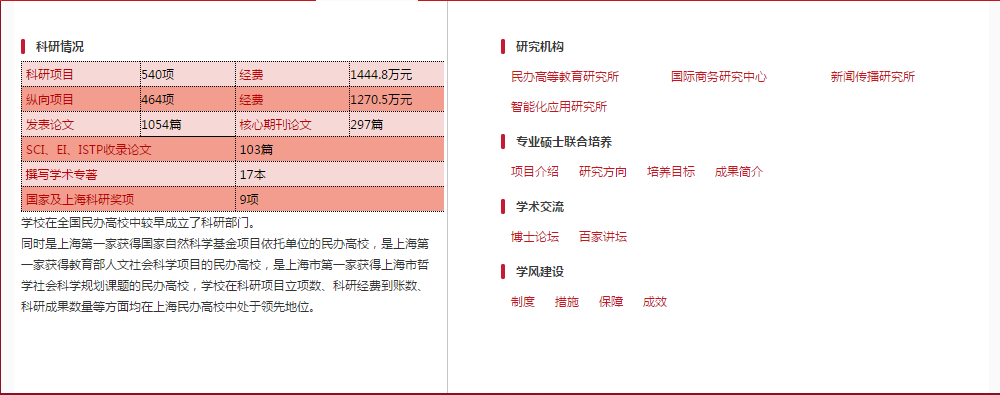 科研情况
科研项目 540项 经费 1444.8万元
纵向项目 464项 经费 1270.5万元
发表论文 1054篇 核心期刊论文 297篇
SCI、EI、ISTP收录论文 103篇
撰写学术专著 17本
国家及上海科研奖项 9项
学校在全国民办高校中较早成立了科研部门。
同时是上海第一家获得国家自然科学基金项目依托单位的民办高校，是上海第
一家获得教育部人文社会科学项目的民办高校，是上海市第一家获得上海市哲
学社会科学规划课题的民办高校，学校在科研项目立项数、科研经费到账数、
科研成果数量等方面均在上海民办高校中处于领先地位。
研究机构
民办高等教育研究所 国际商务研究中心 新闻传播研究所
智能化应用研究所
专业硕士联合培养
项目介绍 研究方向 培养目标 成果简介
学术交流
博士论坛 百家讲坛
学风建设
制度 措施 保障 成效